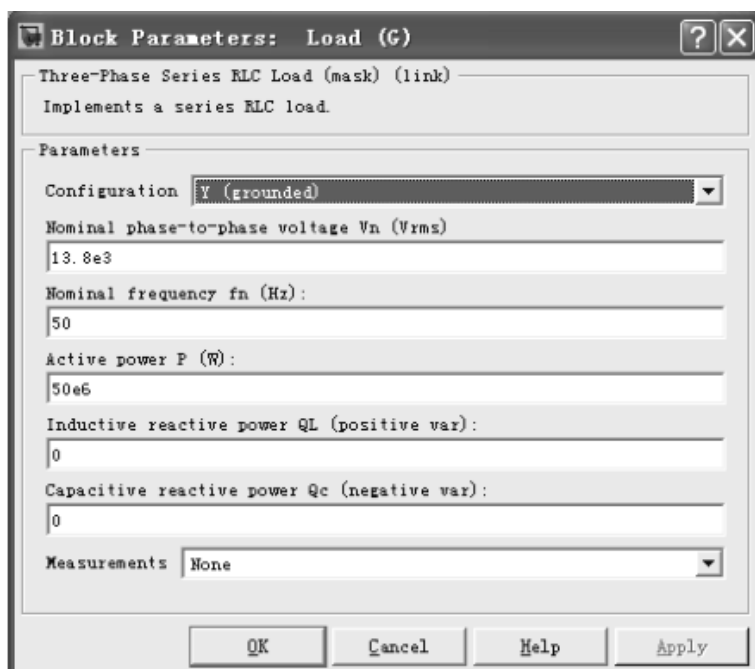 Block Parameters: Load (G)
Three-Phase Series RLC Load (mask) (link)
Implements a series RLC load.
Parameters
Configuration Y (grounded)
Nominal phase-to-phase voltage Vn (Vrms)
13.8e3
Nominal frequency fn (Hz):
50
Active power P (W):
50e6
Inductive reactive power QL (positive var):
0
Capacitive reactive power Qc (negative var):
0
Measurements None
OK Cancel Help Apply